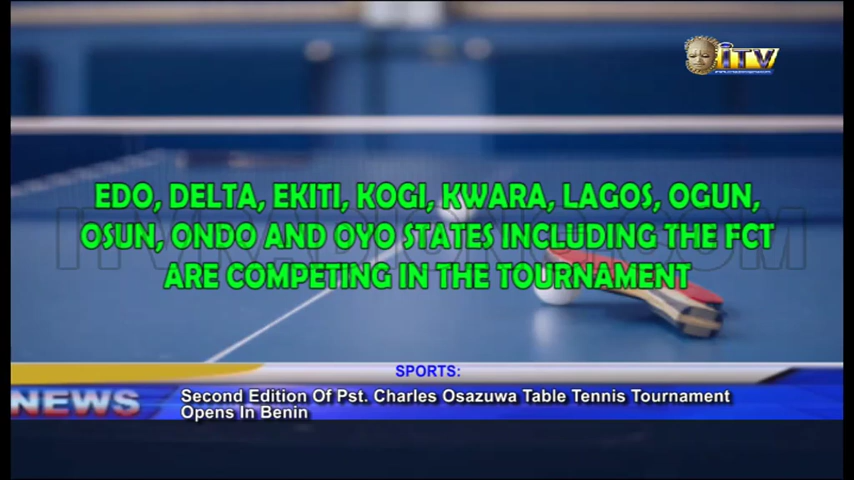 iTV
EDO, DELTA, EKITI, KOGI, KWARA, LAGOS, OGUN,
OSUN, ONDO AND OYO STATES INCLUDING THE FCT
ARE COMPETING IN THE TOURNAMENT
SPORTS:
NEWS
Second Edition Of Pst. Charles Osazuwa Table Tennis Tournament
Opens In Benin